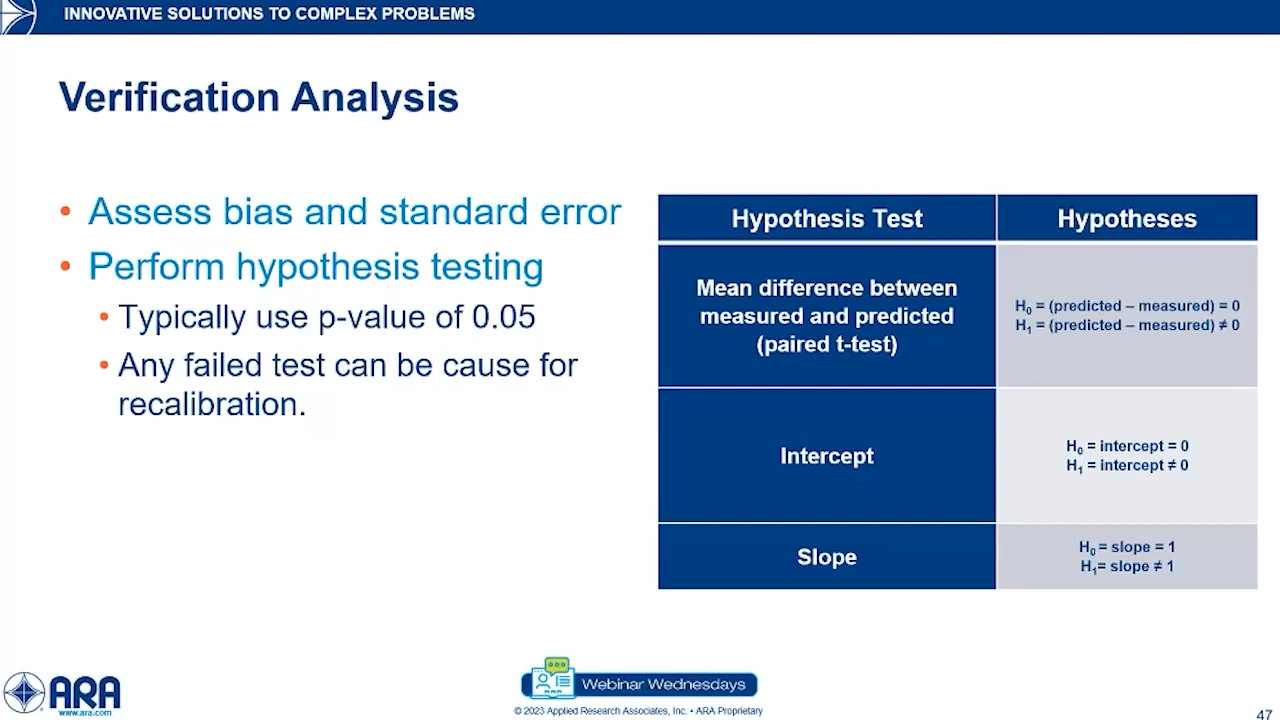 INNOVATIVE SOLUTIONS TO COMPLEX PROBLEMS
Verification Analysis
• Assess bias and standard error
• Perform hypothesis testing
• Typically use p-value of 0.05
• Any failed test can be cause for
recalibration.
Hypothesis Test
Hypotheses
Mean difference between
measured and predicted
(paired t-test)
H0 = (predicted – measured) = 0
H1 = (predicted – measured) ≠ 0
Intercept
H0 = intercept = 0
H1 = intercept ≠ 0
Slope
H0 = slope = 1
H1= slope ≠ 1
ARA
www.ara.com
Webinar Wednesdays
© 2023 Applied Research Associates, Inc. • ARA Proprietary
47